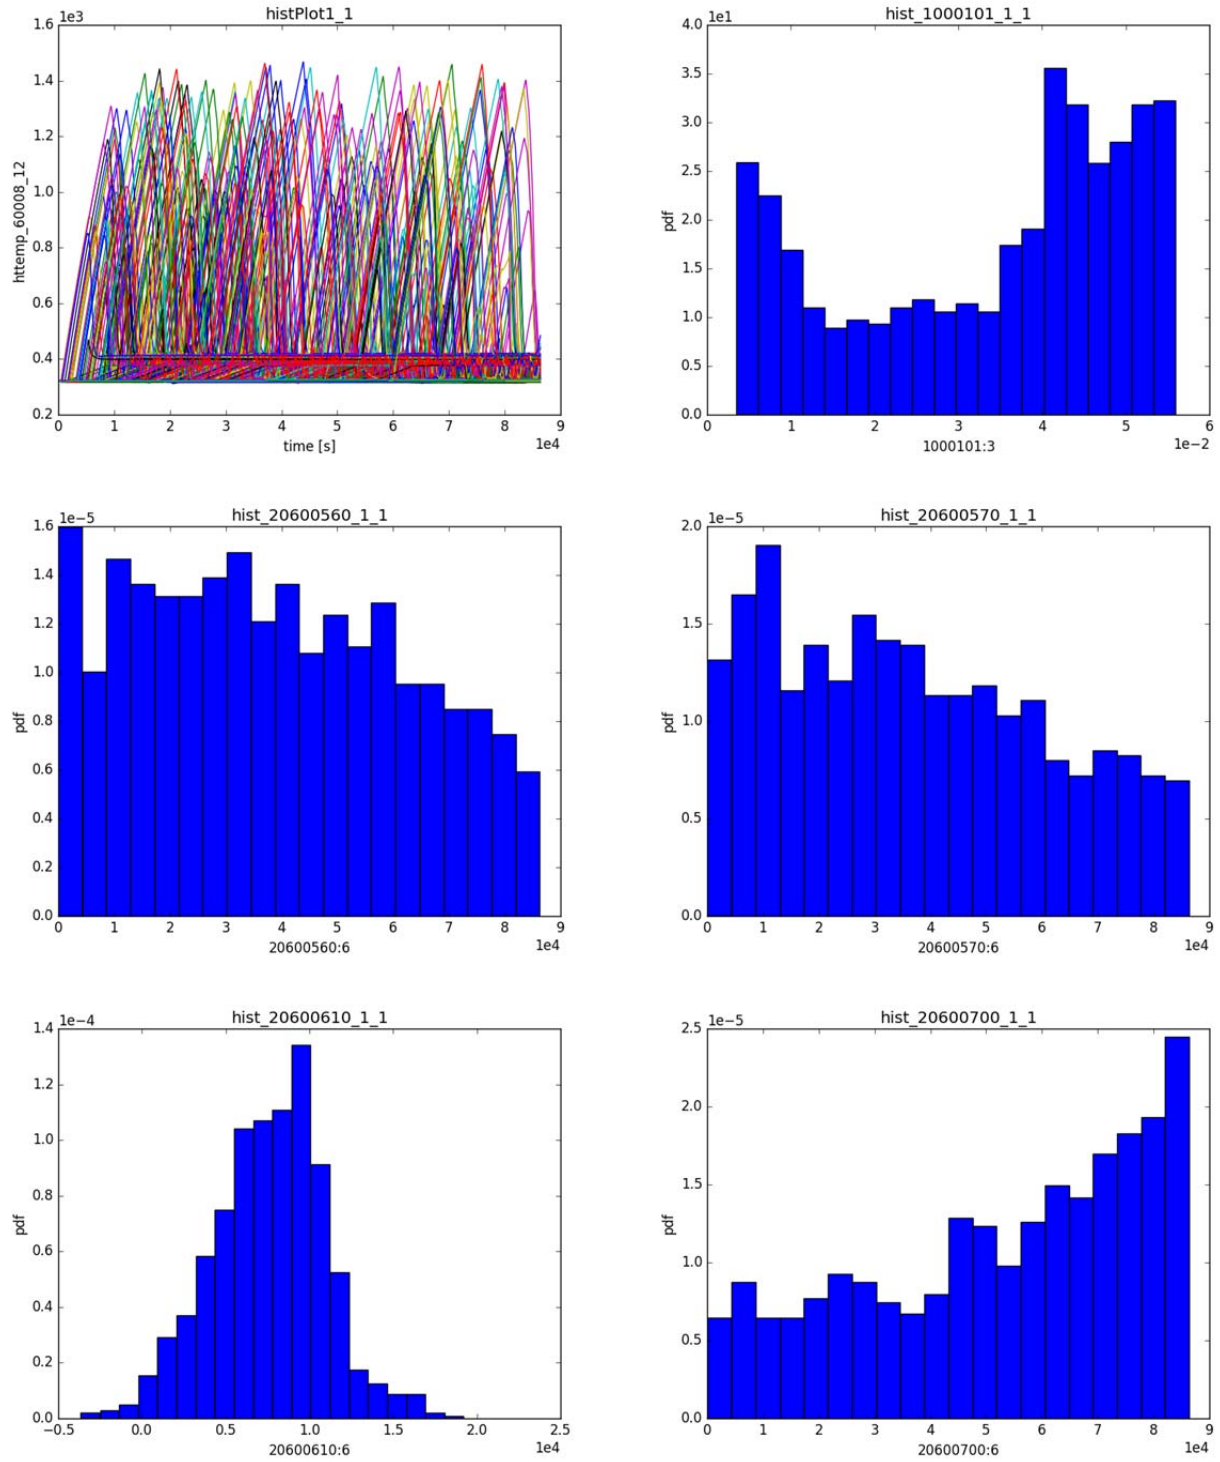 histPlot1_1
1e3
1.6
1.4
1.2
1.0
0.8
0.6
0.4
0.2
httemp_60008_12
0 1 2 3 4 5 6 7 8 9
1e4
time [s]
hist_1000101_1_1
1e1
4.0
3.5
3.0
2.5
2.0
1.5
1.0
0.5
0.0
pdf
0 1 2 3 4 5 6
1e−2
1000101:3
hist_20600560_1_1
1e−5
1.6
1.4
1.2
1.0
0.8
0.6
0.4
0.2
0.0
pdf
0 1 2 3 4 5 6 7 8 9
1e4
20600560:6
hist_20600570_1_1
1e−5
2.0
1.5
1.0
0.5
0.0
pdf
0 1 2 3 4 5 6 7 8 9
1e4
20600570:6
hist_20600610_1_1
1e−4
1.4
1.2
1.0
0.8
0.6
0.4
0.2
0.0
pdf
−0.5 0.0 0.5 1.0 1.5 2.0 2.5
1e4
20600610:6
hist_20600700_1_1
1e−5
2.5
2.0
1.5
1.0
0.5
0.0
pdf
0 1 2 3 4 5 6 7 8 9
1e4
20600700:6